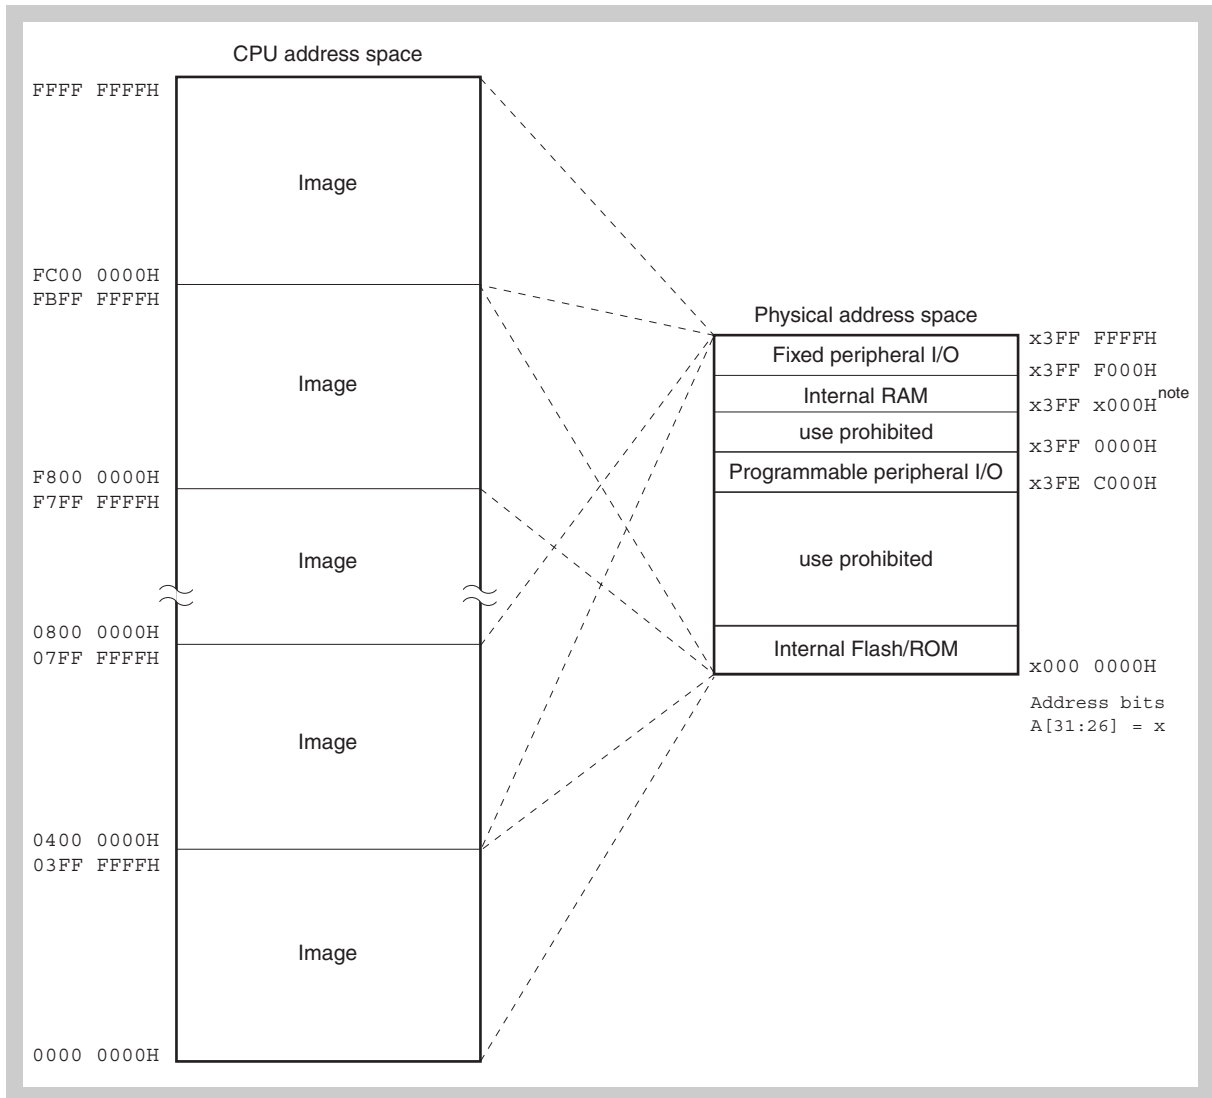 CPU address space
FFFF FFFFH
Image
FC00 0000H
FBFF FFFFH
Image
F800 0000H
F7FF FFFFH
Image
0800 0000H
07FF FFFFH
Image
0400 0000H
03FF FFFFH
Image
0000 0000H
Physical address space
x3FF FFFFH
Fixed peripheral I/O
x3FF F000H
Internal RAM
x3FF x000H note
use prohibited
x3FF 0000H
Programmable peripheral I/O
x3FE C000H
use prohibited
Internal Flash/ROM
x000 0000H
Address bits
A[31:26] = x